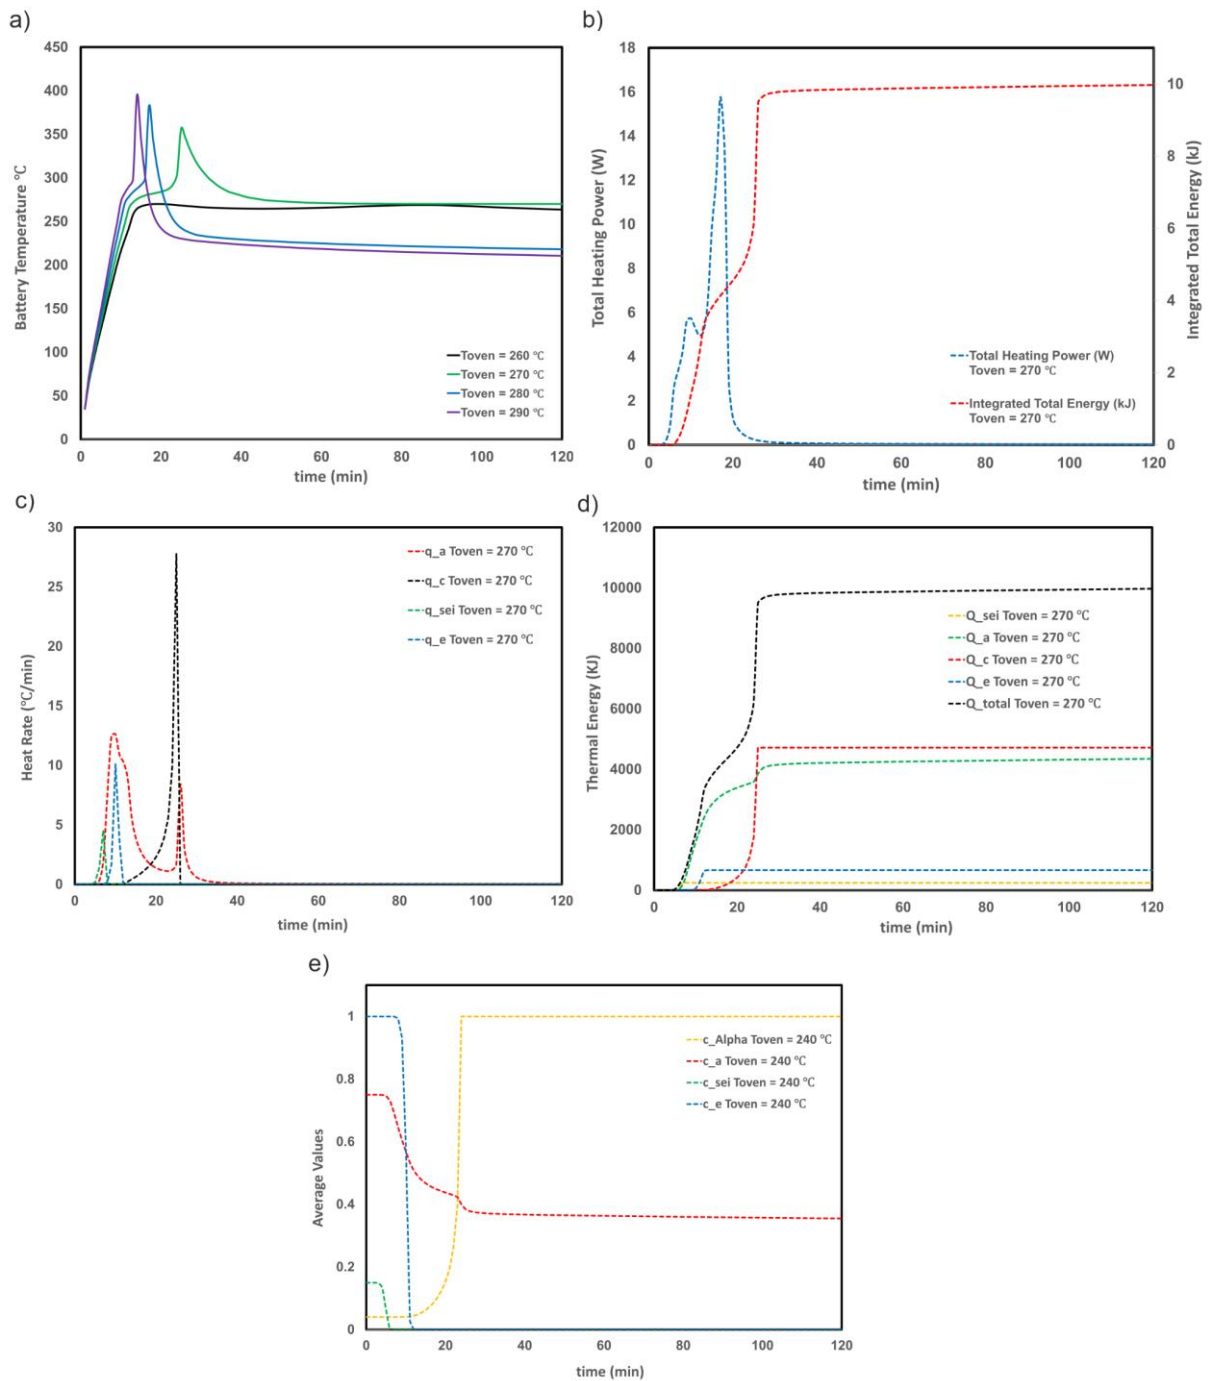 a)
450
400
350
300
250
200
150
100
50
0
0
20
40
60
80
100
120
Battery Temperature °C
time (min)
Toven = 260 °C
Toven = 270 °C
Toven = 280 °C
Toven = 290 °C
b)
18
16
14
12
10
8
6
4
2
0
10
8
6
4
2
0
0
20
40
60
80
100
120
Total Heating Power (W)
Integrated Total Energy (kJ)
time (min)
Total Heating Power (W)
Toven = 270 °C
Integrated Total Energy (kJ)
Toven = 270 °C
c)
30
25
20
15
10
5
0
0
20
40
60
80
100
120
Heat Rate (°C/min)
time (min)
q_a Toven = 270 °C
q_c Toven = 270 °C
q_sei Toven = 270 °C
q_e Toven = 270 °C
d)
12000
10000
8000
6000
4000
2000
0
0
20
40
60
80
100
120
Thermal Energy (KJ)
time (min)
Q_sei Toven = 270 °C
Q_a Toven = 270 °C
Q_c Toven = 270 °C
Q_e Toven = 270 °C
Q_total Toven = 270 °C
e)
1
0.8
0.6
0.4
0.2
0
0
20
40
60
80
100
120
Average Values
time (min)
c_Alpha Toven = 240 °C
c_a Toven = 240 °C
c_sei Toven = 240 °C
c_e Toven = 240 °C